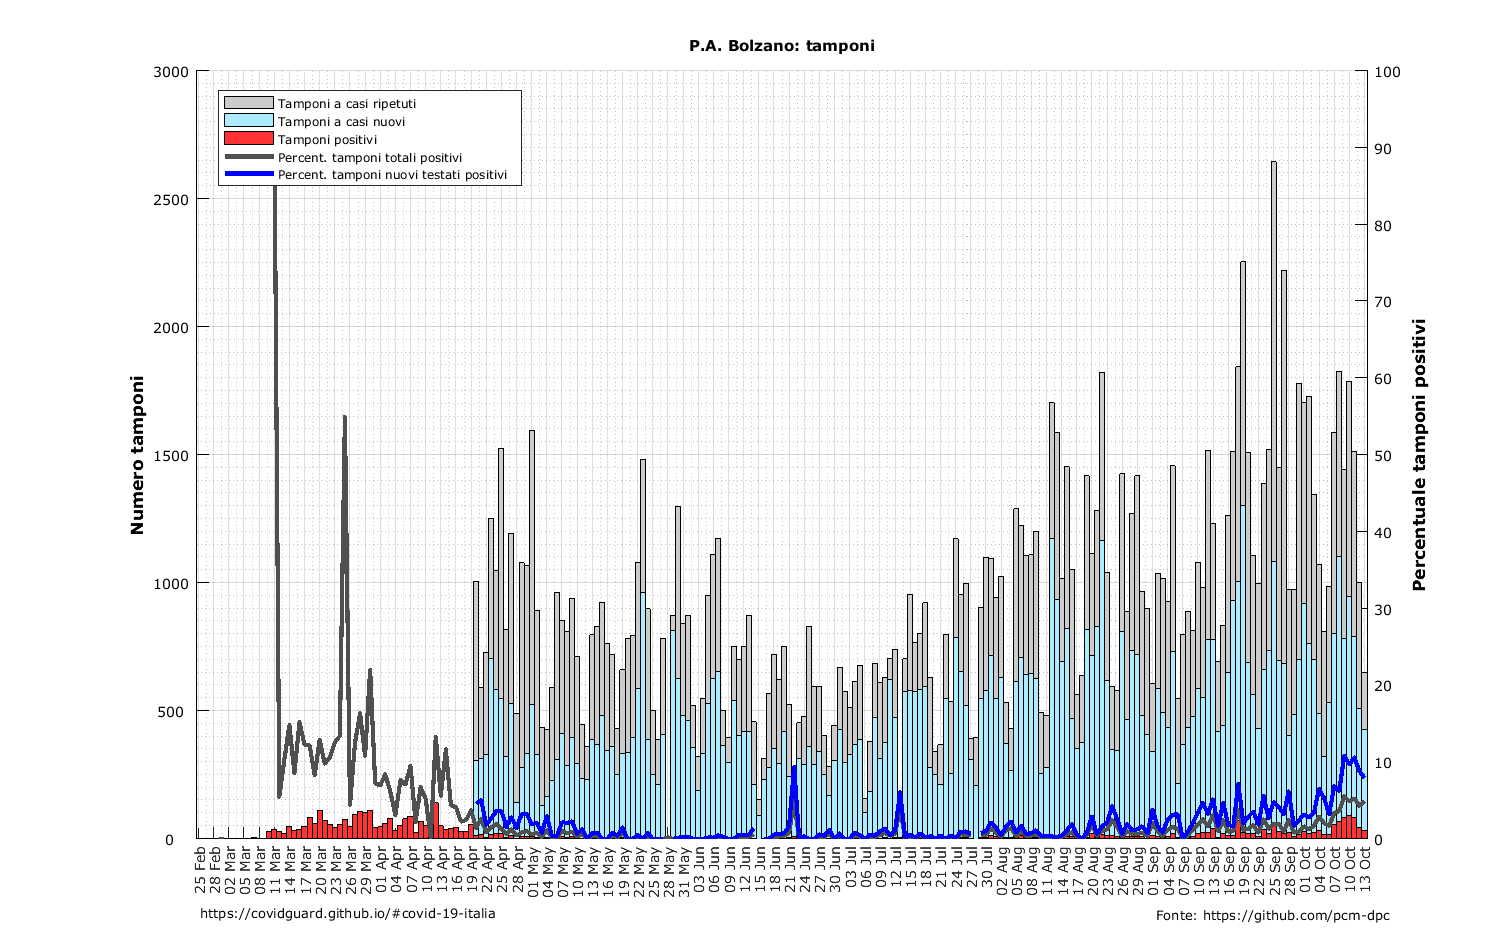 P.A. Bolzano: tamponi
3000
2500
2000
1500
1000
500
0
Numero tamponi
Tamponi a casi ripetuti
Tamponi a casi nuovi
Tamponi positivi
Percent. tamponi totali positivi
Percent. tamponi nuovi testati positivi
100
90
80
70
60
50
40
30
20
10
0
Percentuale tamponi positivi
25 Feb
28 Feb
02 Mar
05 Mar
08 Mar
11 Mar
14 Mar
17 Mar
20 Mar
23 Mar
26 Mar
29 Mar
01 Apr
04 Apr
07 Apr
10 Apr
13 Apr
16 Apr
19 Apr
22 Apr
25 Apr
28 Apr
01 May
04 May
07 May
10 May
13 May
16 May
19 May
22 May
25 May
28 May
31 May
03 Jun
06 Jun
09 Jun
12 Jun
15 Jun
18 Jun
21 Jun
24 Jun
27 Jun
30 Jun
03 Jul
06 Jul
09 Jul
12 Jul
15 Jul
18 Jul
21 Jul
24 Jul
27 Jul
30 Jul
02 Aug
05 Aug
08 Aug
11 Aug
14 Aug
17 Aug
20 Aug
23 Aug
26 Aug
29 Aug
01 Sep
04 Sep
07 Sep
10 Sep
13 Sep
16 Sep
19 Sep
22 Sep
25 Sep
28 Sep
01 Oct
04 Oct
07 Oct
10 Oct
13 Oct
https://covidguard.github.io/#covid-19-italia
Fonte: https://github.com/pcm-dpc